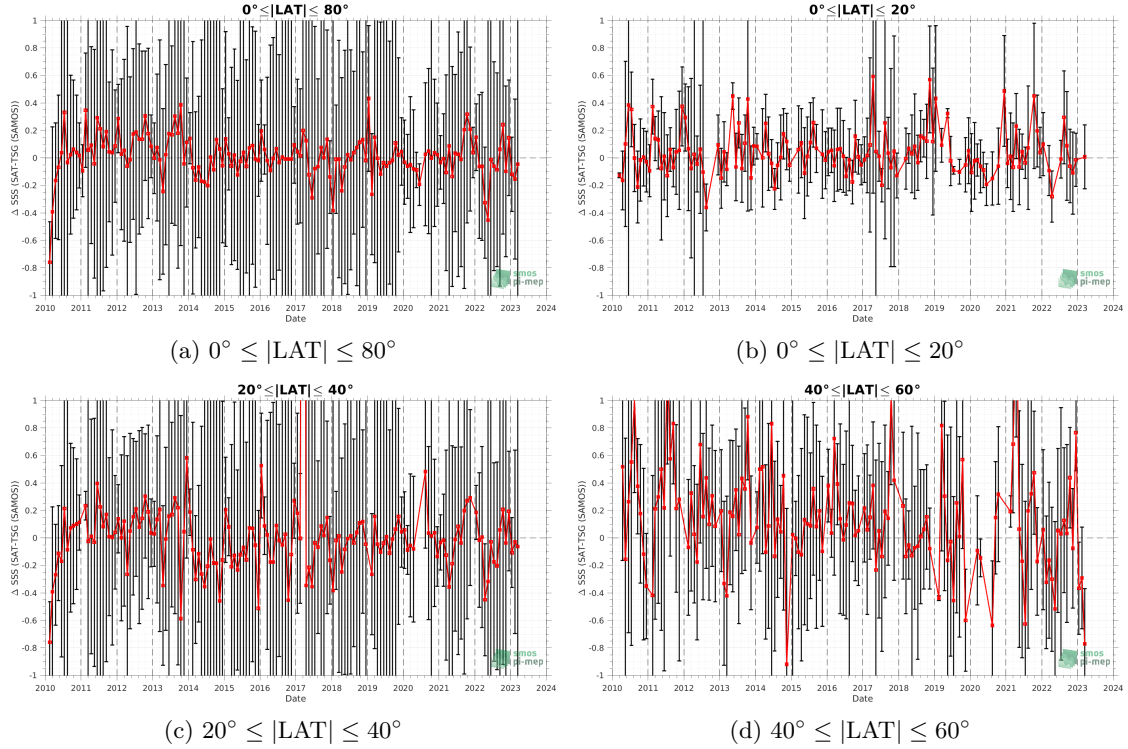 0°≤|LAT|≤ 80°
Δ SSS (SAT-TSG (SAMOS))
1
0.8
0.6
0.4
0.2
0
-0.2
-0.4
-0.6
-0.8
-1
2010 2011 2012 2013 2014 2015 2016 2017 2018 2019 2020 2021 2022 2023 2024
Date
smos
pi-mep
(a) 0° ≤ |LAT| ≤ 80°
0°≤|LAT|≤ 20°
Δ SSS (SAT-TSG (SAMOS))
1
0.8
0.6
0.4
0.2
0
-0.2
-0.4
-0.6
-0.8
-1
2010 2011 2012 2013 2014 2015 2016 2017 2018 2019 2020 2021 2022 2023 2024
Date
smos
pi-mep
(b) 0° ≤ |LAT| ≤ 20°
20°≤|LAT|≤ 40°
Δ SSS (SAT-TSG (SAMOS))
1
0.8
0.6
0.4
0.2
0
-0.2
-0.4
-0.6
-0.8
-1
2010 2011 2012 2013 2014 2015 2016 2017 2018 2019 2020 2021 2022 2023 2024
Date
smos
pi-mep
(c) 20° ≤ |LAT| ≤ 40°
40°≤|LAT|≤ 60°
Δ SSS (SAT-TSG (SAMOS))
1
0.8
0.6
0.4
0.2
0
-0.2
-0.4
-0.6
-0.8
-1
2010 2011 2012 2013 2014 2015 2016 2017 2018 2019 2020 2021 2022 2023 2024
Date
smos
pi-mep
(d) 40° ≤ |LAT| ≤ 60°